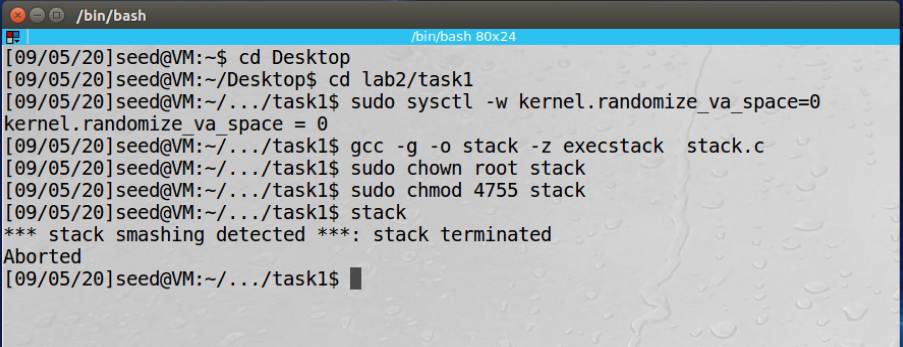 /bin/bash
/bin/bash 80x24
[09/05/20]seed@VM:~$ cd Desktop
[09/05/20]seed@VM:~/Desktop$ cd lab2/task1
[09/05/20]seed@VM:~/.../task1$ sudo sysctl -w kernel.randomize_va_space=0
kernel.randomize_va_space = 0
[09/05/20]seed@VM:~/.../task1$ gcc -g -o stack -z execstack  stack.c
[09/05/20]seed@VM:~/.../task1$ sudo chown root stack
[09/05/20]seed@VM:~/.../task1$ sudo chmod 4755 stack
[09/05/20]seed@VM:~/.../task1$ stack
*** stack smashing detected ***: stack terminated
Aborted
[09/05/20]seed@VM:~/.../task1$